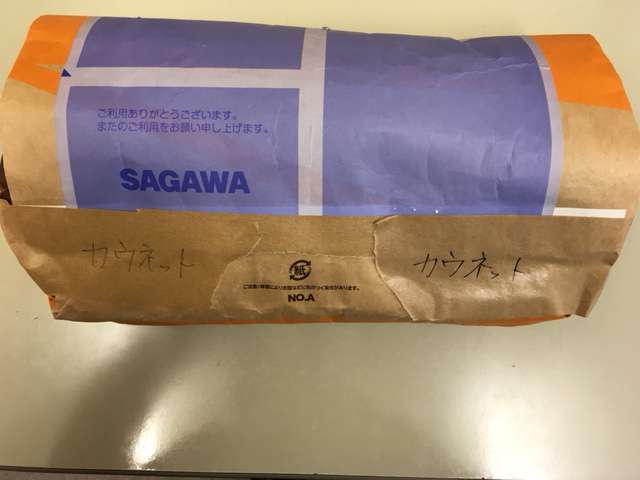 ご利用ありがとうございます。
またのご利用をお願い申し上げます。
SAGAWA
カウネット
カウネット
紙
NO.A